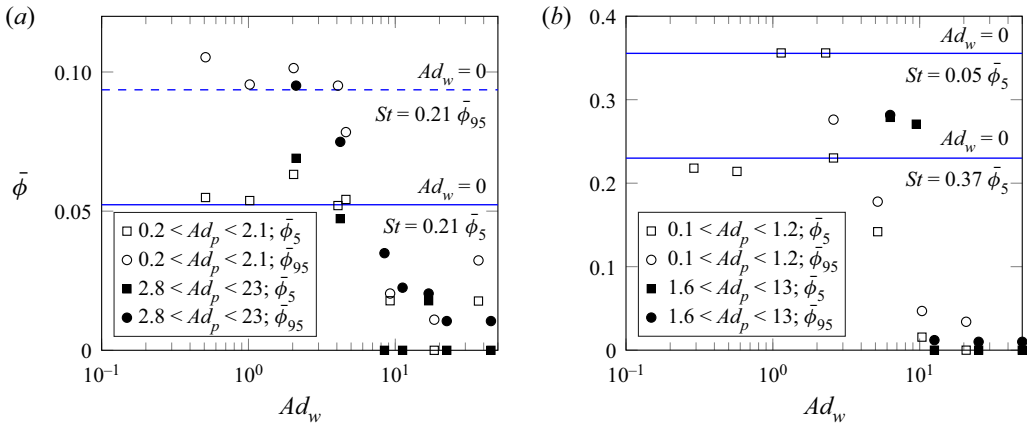 (a)
0.10
0.05
0
ϕ̄
Ad_w = 0
St = 0.21 ϕ̄_95
Ad_w = 0
St = 0.21 ϕ̄_5
0.2 < Ad_p < 2.1; ϕ̄_5
0.2 < Ad_p < 2.1; ϕ̄_95
2.8 < Ad_p < 23; ϕ̄_5
2.8 < Ad_p < 23; ϕ̄_95
10^−1 10^0 10^1
Ad_w
(b)
0.4
0.3
0.2
0.1
0
Ad_w = 0
St = 0.05 ϕ̄_5
Ad_w = 0
St = 0.37 ϕ̄_5
0.1 < Ad_p < 1.2; ϕ̄_5
0.1 < Ad_p < 1.2; ϕ̄_95
1.6 < Ad_p < 13; ϕ̄_5
1.6 < Ad_p < 13; ϕ̄_95
10^−1 10^0 10^1
Ad_w